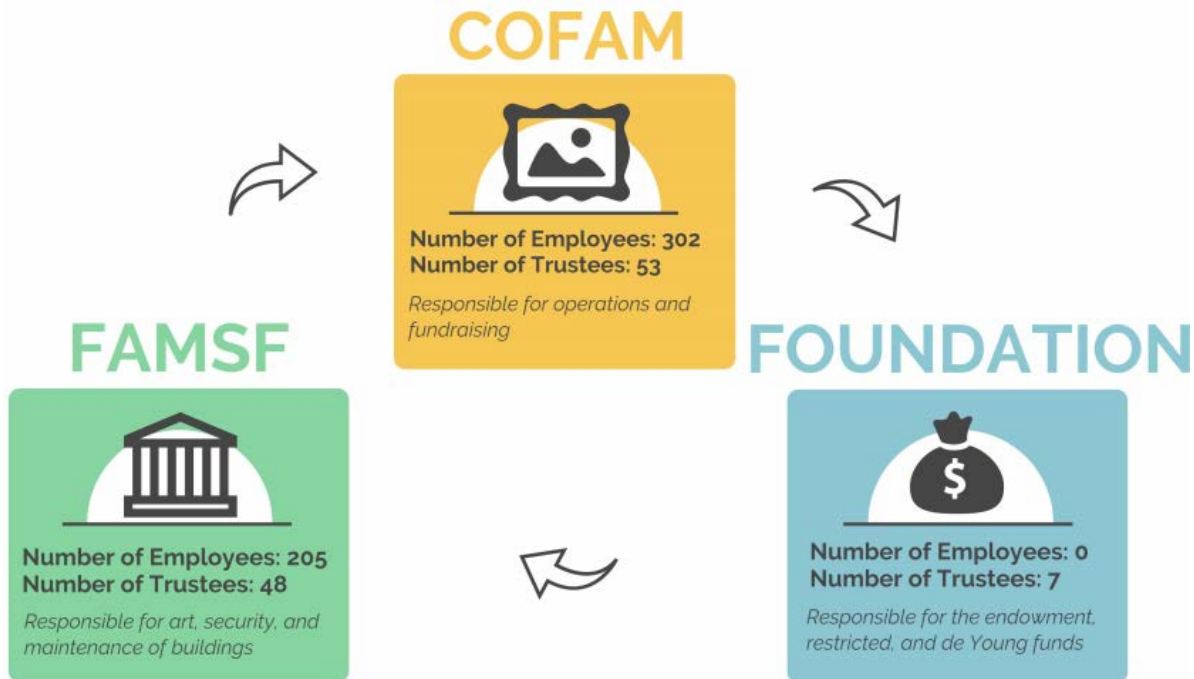 COFAM
Number of Employees: 302
Number of Trustees: 53
Responsible for operations and
fundraising
FAMSF
Number of Employees: 205
Number of Trustees: 48
Responsible for art, security, and
maintenance of buildings
FOUNDATION
$
Number of Employees: 0
Number of Trustees: 7
Responsible for the endowment,
restricted, and de Young funds